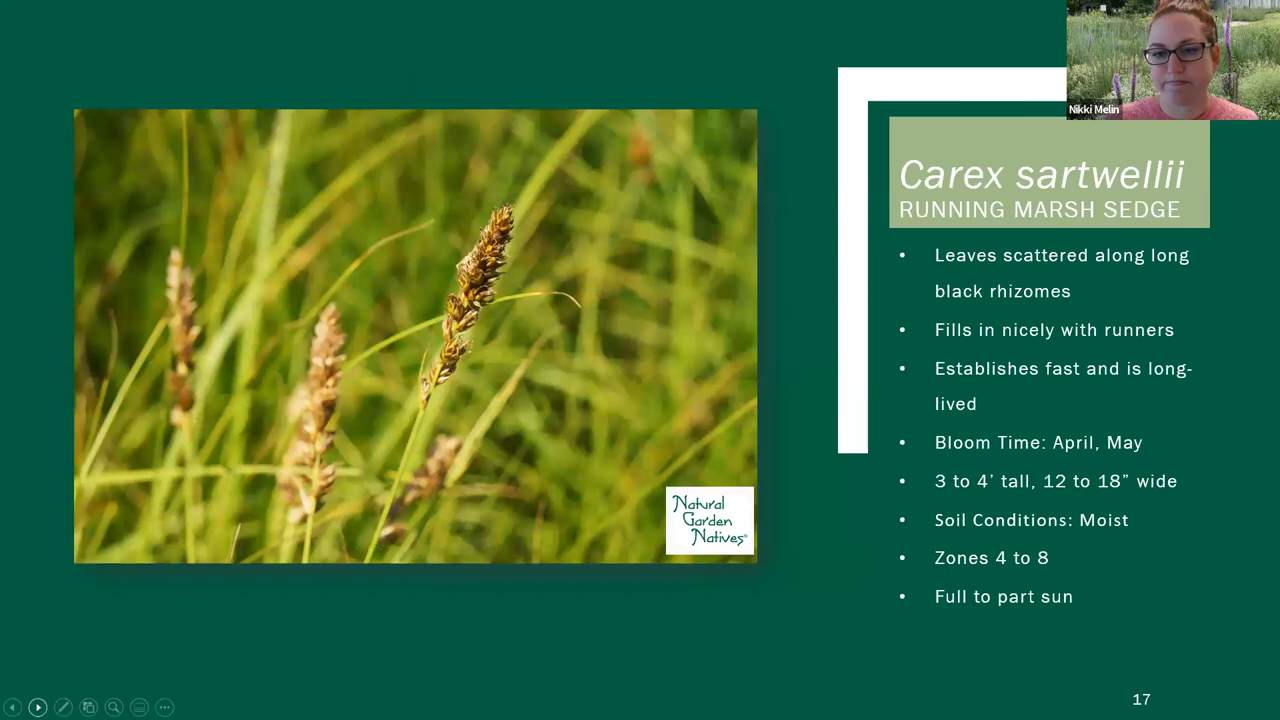 Nikki Melin
Carex sartwellii
RUNNING MARSH SEDGE
• Leaves scattered along long
black rhizomes
• Fills in nicely with runners
• Establishes fast and is long-
lived
• Bloom Time: April, May
• 3 to 4’ tall, 12 to 18” wide
• Soil Conditions: Moist
• Zones 4 to 8
• Full to part sun
Natural
Garden
Natives®
17